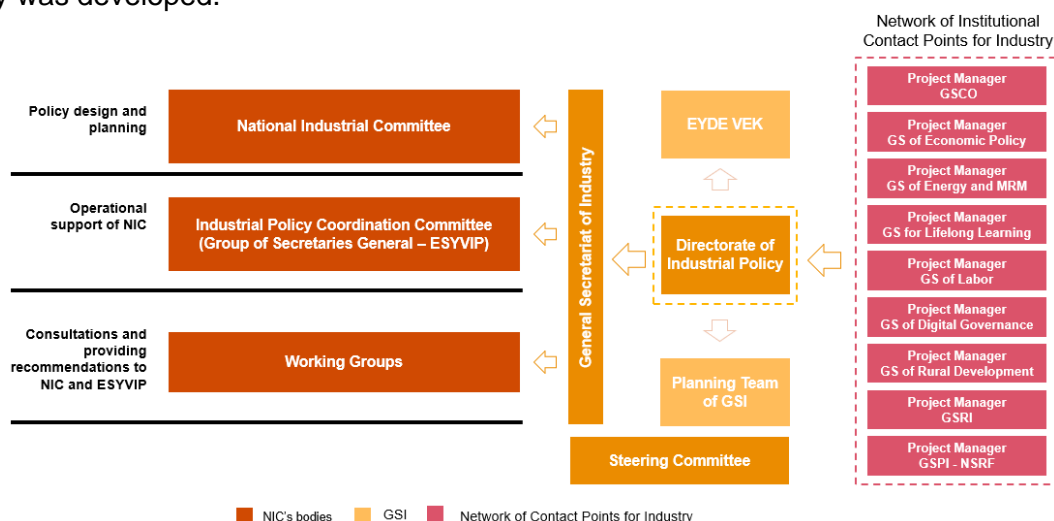 y was developed.
Network of Institutional
Contact Points for Industry
Policy design and
planning
National Industrial Committee
Operational
support of NIC
Industrial Policy Coordination Committee
(Group of Secretaries General – ESYVIP)
Consultations and
providing
recommendations to
NIC and ESYVIP
Working Groups
General Secretariat of Industry
EYDE VEK
Directorate of
Industrial Policy
Planning Team
of GSI
Steering Committee
Project Manager
GSCO
Project Manager
GS of Economic Policy
Project Manager
GS of Energy and MRM
Project Manager
GS for Lifelong Learning
Project Manager
GS of Labor
Project Manager
GS of Digital Governance
Project Manager
GS of Rural Development
Project Manager
GSRI
Project Manager
GSPI - NSRF
NIC's bodies
GSI
Network of Contact Points for Industry